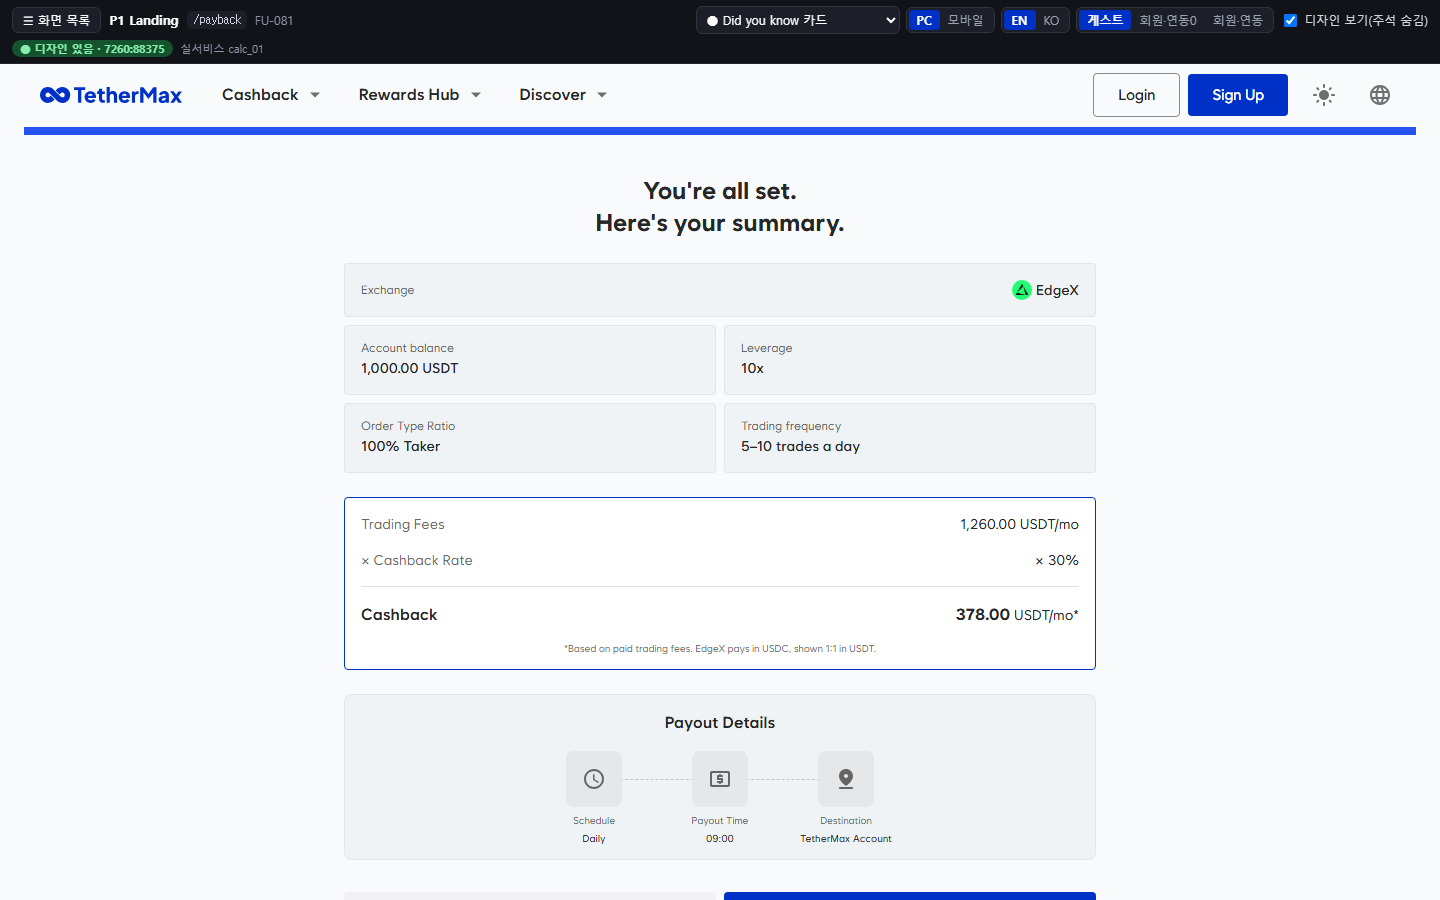 ☰ 화면 목록 P1 Landing /payback FU-081 ● Did you know 카드 PC 모바일 EN KO 게스트 회원·연동0 회원·연동 디자인 보기(주석 숨김)
● 디자인 있음 · 7260:88375 실서비스 calc_01
TetherMax Cashback Rewards Hub Discover Login Sign Up
You're all set.
Here's your summary.
Exchange EdgeX
Account balance
1,000.00 USDT
Leverage
10x
Order Type Ratio
100% Taker
Trading frequency
5–10 trades a day
Trading Fees 1,260.00 USDT/mo
× Cashback Rate × 30%
Cashback 378.00 USDT/mo*
*Based on paid trading fees. EdgeX pays in USDC, shown 1:1 in USDT.
Payout Details
Schedule
Daily
Payout Time
09:00
Destination
TetherMax Account